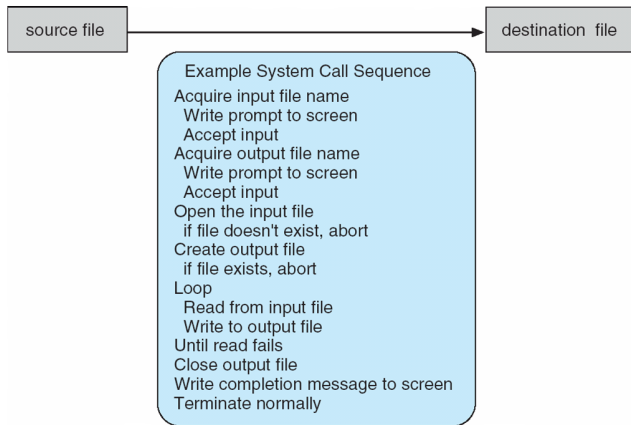 source file
destination file
Example System Call Sequence
Acquire input file name
Write prompt to screen
Accept input
Acquire output file name
Write prompt to screen
Accept input
Open the input file
if file doesn't exist, abort
Create output file
if file exists, abort
Loop
Read from input file
Write to output file
Until read fails
Close output file
Write completion message to screen
Terminate normally